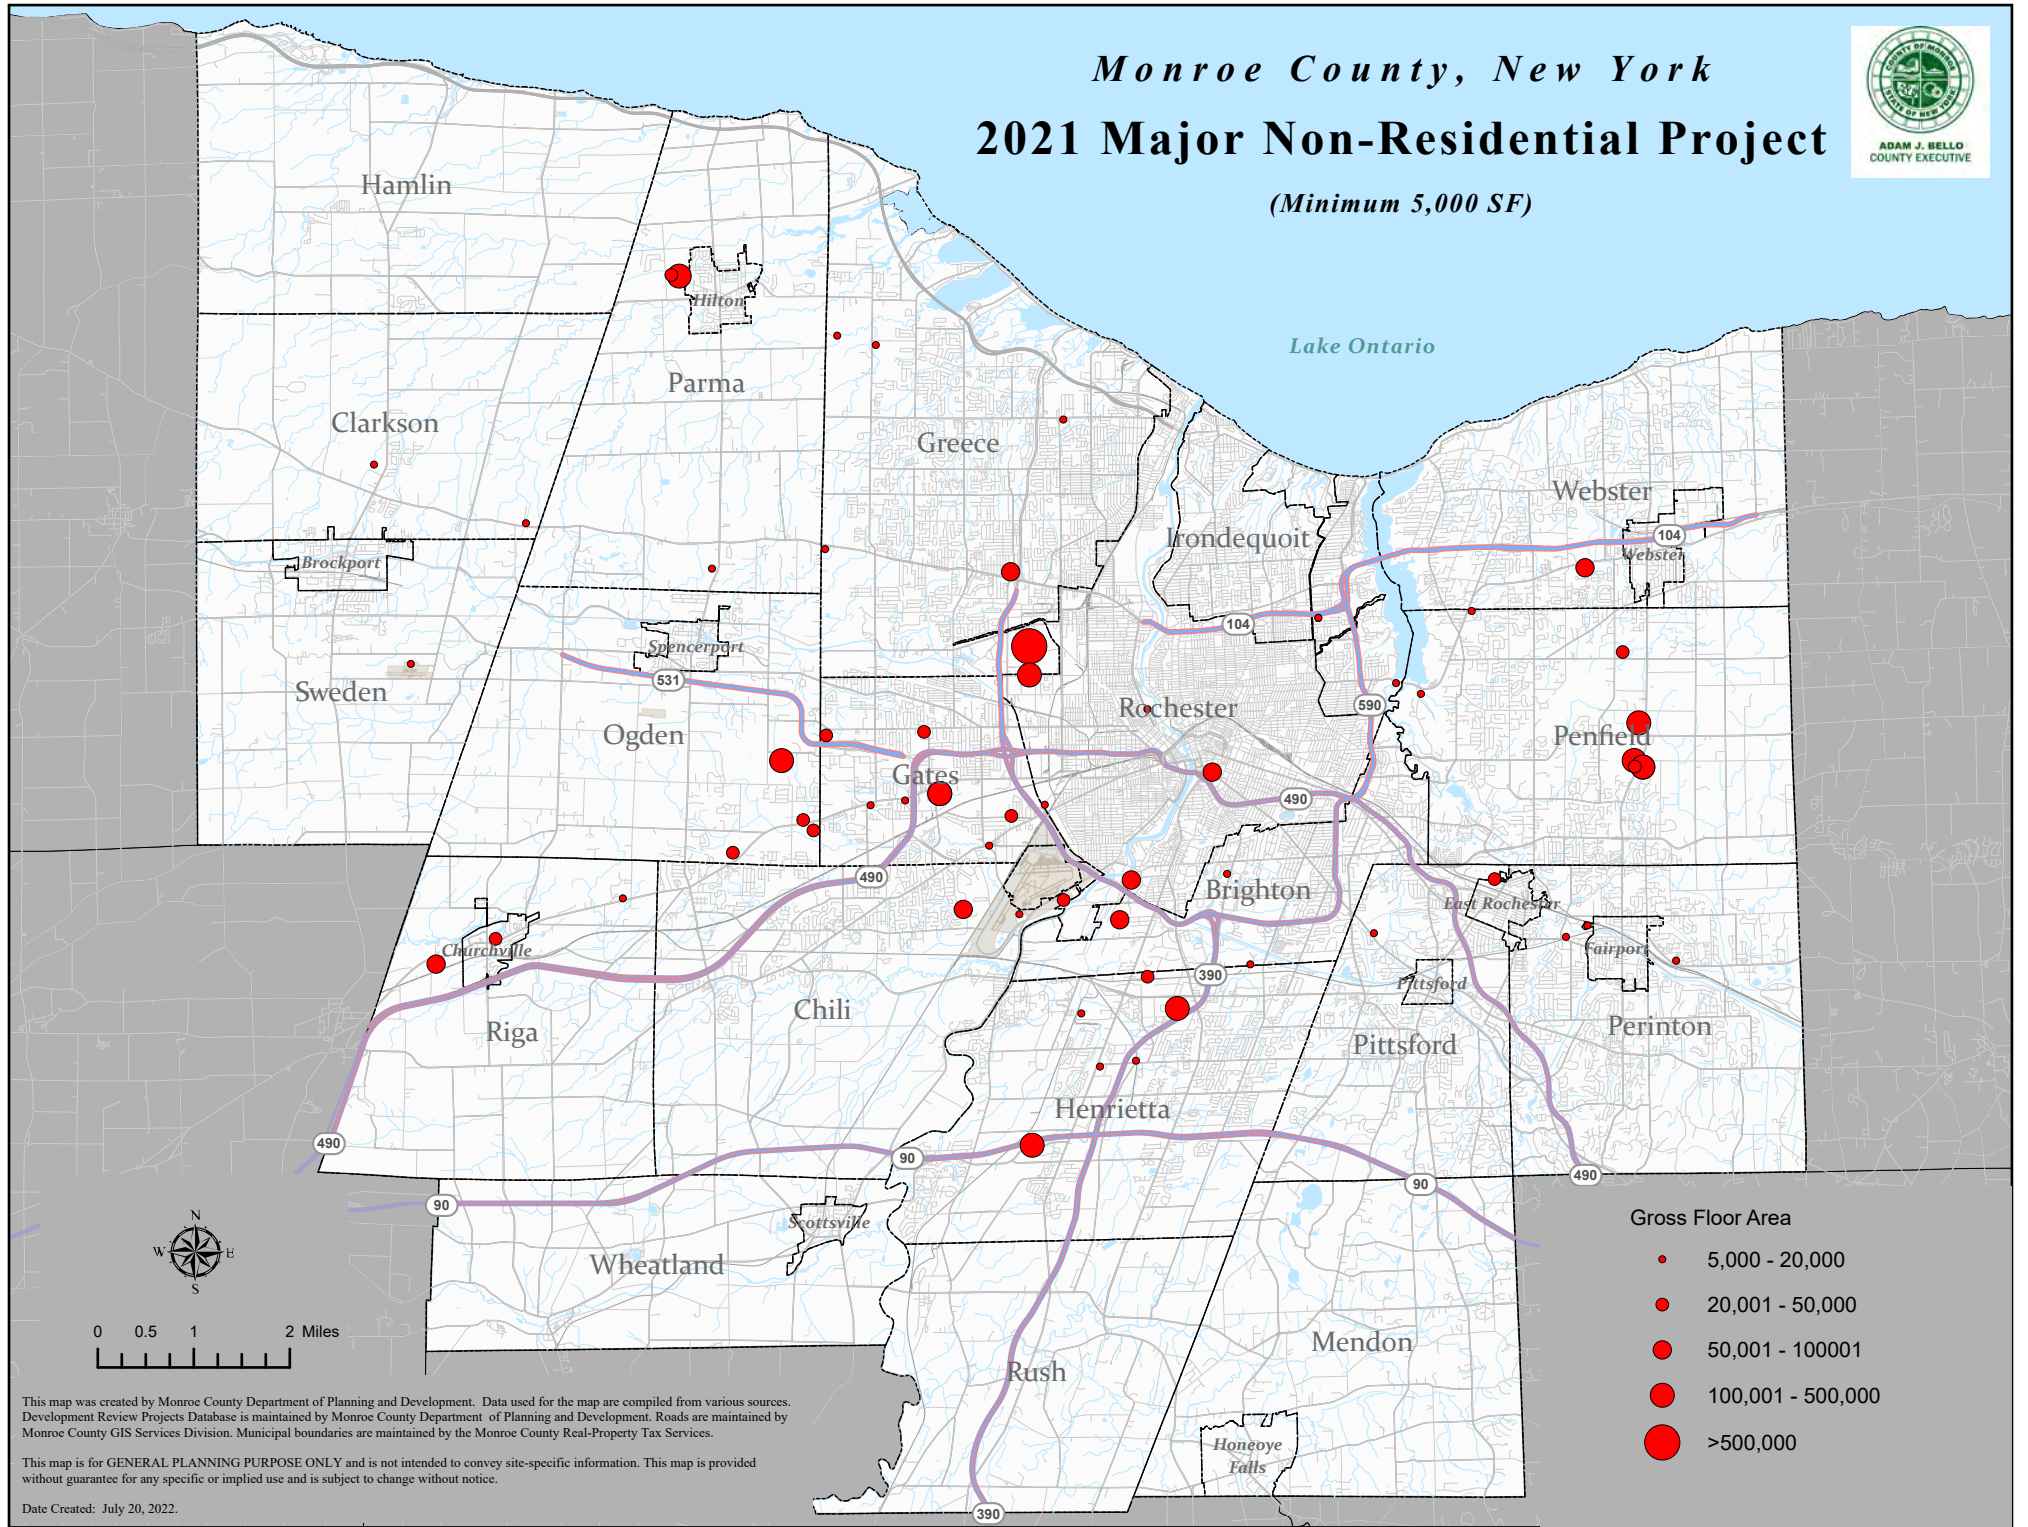 Monroe County, New York
2021 Major Non-Residential Project
(Minimum 5,000 SF)
COUNTY OF MONROE
STATE OF NEW YORK
ADAM J. BELLO
COUNTY EXECUTIVE
Hamlin
Hilton
Lake Ontario
Parma
Clarkson
Greece
Webster
Irondequoit
104
Webster
Brockport
104
Spencerport
531
Sweden
590
Rochester
Ogden
Penfield
Gates
490
490
Brighton
East Rochester
Churchville
Fairport
390
Pittsford
Chili
Riga
Perinton
Pittsford
Henrietta
490
90
490
90
90
Scottsville
Wheatland
Mendon
Rush
Honeoye
Falls
390
N
W E
S
0 0.5 1 2 Miles
Gross Floor Area
5,000 - 20,000
20,001 - 50,000
50,001 - 100001
100,001 - 500,000
>500,000
This map was created by Monroe County Department of Planning and Development. Data used for the map are compiled from various sources.
Development Review Projects Database is maintained by Monroe County Department of Planning and Development. Roads are maintained by
Monroe County GIS Services Division. Municipal boundaries are maintained by the Monroe County Real-Property Tax Services.
This map is for GENERAL PLANNING PURPOSE ONLY and is not intended to convey site-specific information. This map is provided
without guarantee for any specific or implied use and is subject to change without notice.
Date Created: July 20, 2022.